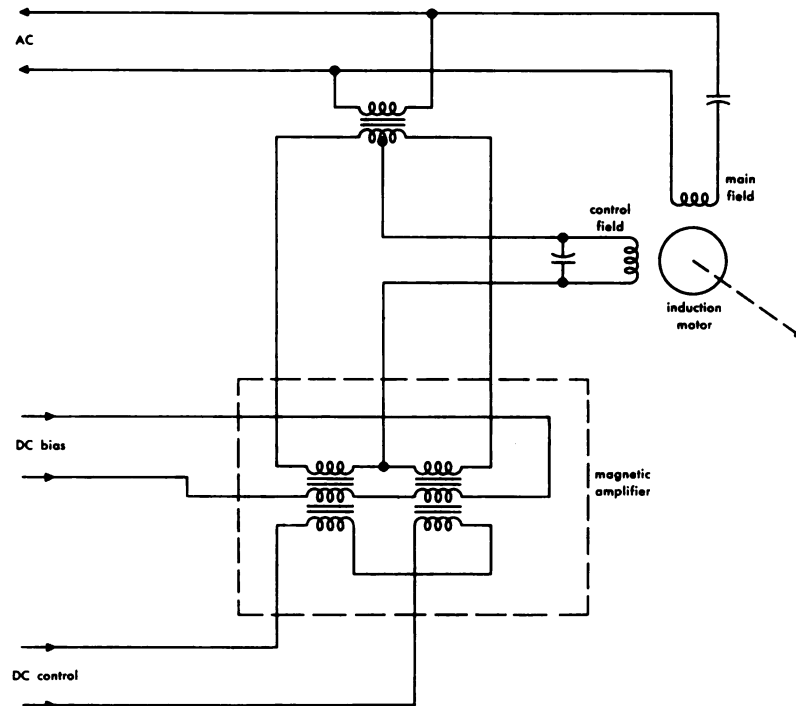 AC
main
field
control
field
induction
motor
DC bias
magnetic
amplifier
DC control